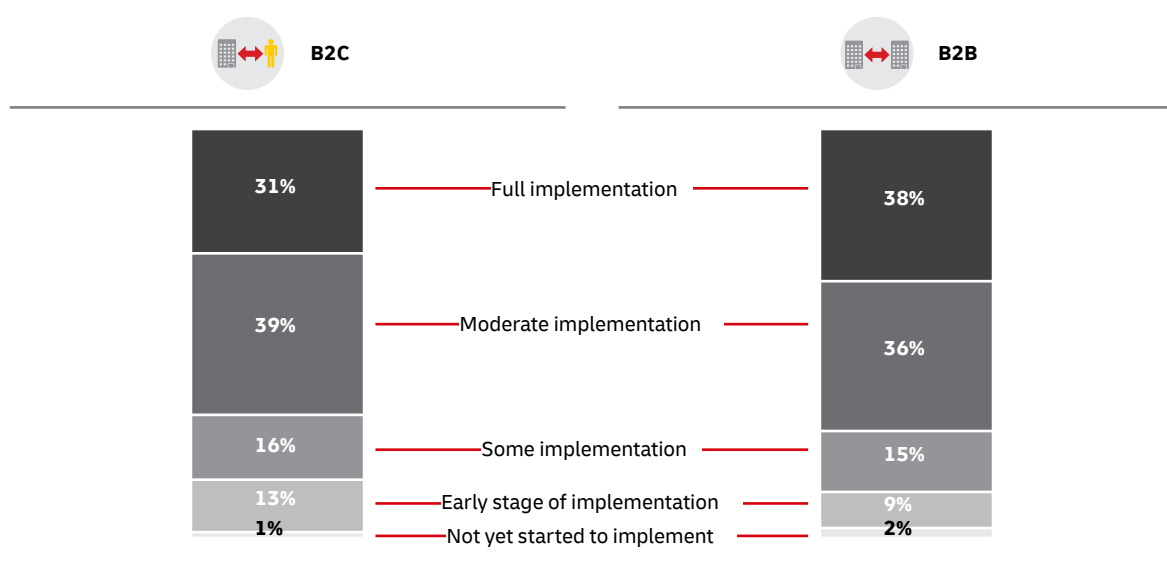 B2C
B2B
31%
Full implementation
38%
39%
Moderate implementation
36%
16%
Some implementation
15%
13%
Early stage of implementation
9%
1%
Not yet started to implement
2%